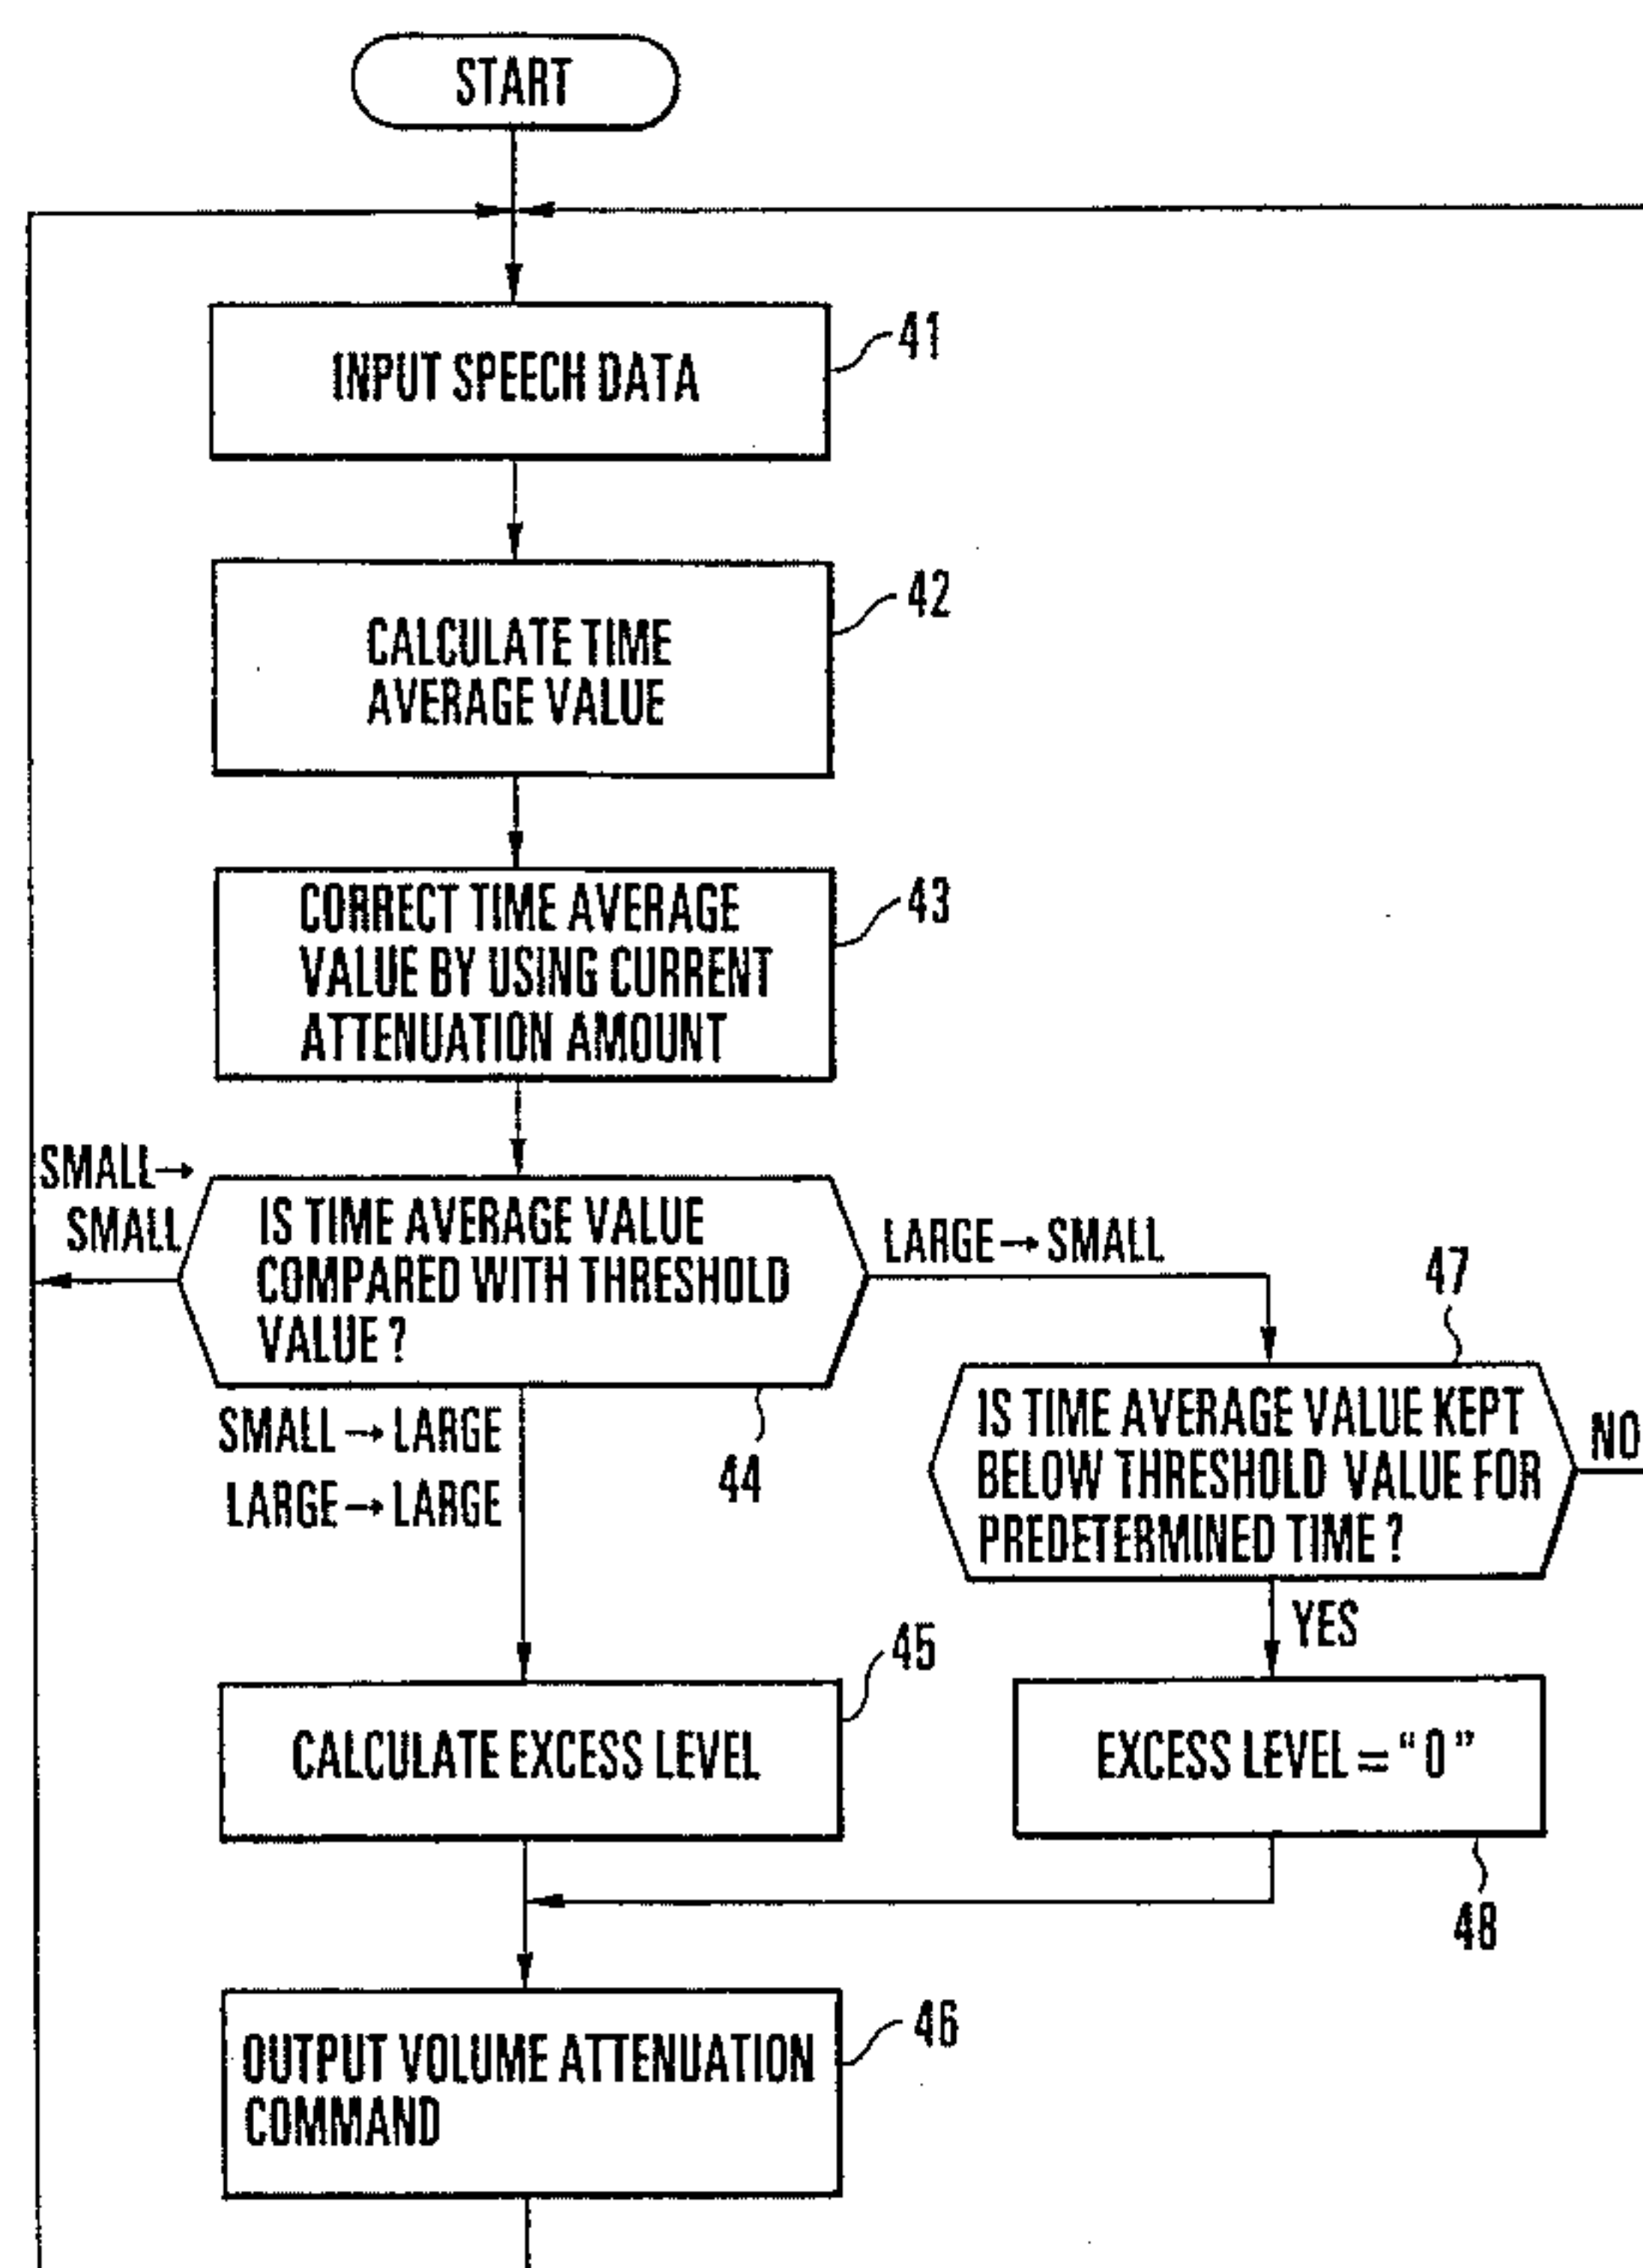 START
INPUT SPEECH DATA
41
CALCULATE TIME
AVERAGE VALUE
42
CORRECT TIME AVERAGE
VALUE BY USING CURRENT
ATTENUATION AMOUNT
43
SMALL→
SMALL
IS TIME AVERAGE VALUE
COMPARED WITH THRESHOLD
VALUE ?
44
LARGE→SMALL
SMALL→LARGE
LARGE→LARGE
47
IS TIME AVERAGE VALUE KEPT
BELOW THRESHOLD VALUE FOR
PREDETERMINED TIME ?
NO
YES
CALCULATE EXCESS LEVEL
45
EXCESS LEVEL = "0"
48
OUTPUT VOLUME ATTENUATION
COMMAND
46